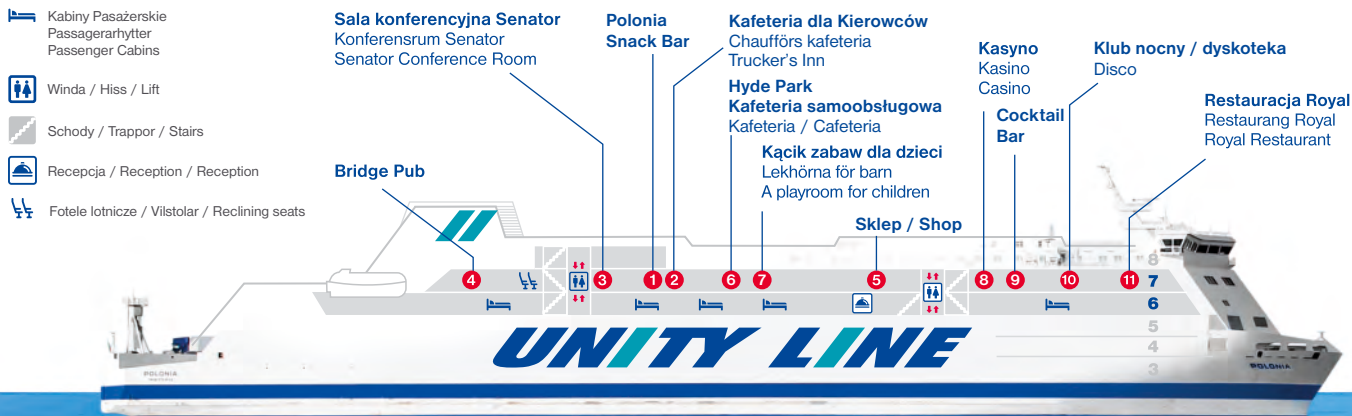 Kabiny Pasażerskie
Passagerarhytter
Passenger Cabins
Winda / Hiss / Lift
Schody / Trappor / Stairs
Recepcja / Reception / Reception
Fotele lotnicze / Vilstolar / Reclining seats
Sala konferencyjna Senator
Konferensrum Senator
Senator Conference Room
Bridge Pub
Polonia
Snack Bar
Kafeteria dla Kierowców
Chaufförs kafeteria
Trucker's Inn
Hyde Park
Kafeteria samoobsługowa
Kafeteria / Cafeteria
Kącik zabaw dla dzieci
Lekhörna för barn
A playroom for children
Sklep / Shop
Kasyno
Kasino
Casino
Cocktail
Bar
Klub nocny / dyskoteka
Disco
Restauracja Royal
Restaurang Royal
Royal Restaurant
8
4 3 1 2 6 7 5 8 9 10 11 7
6
5
4
3
UNITY LINE
POLONIA
POLONIA